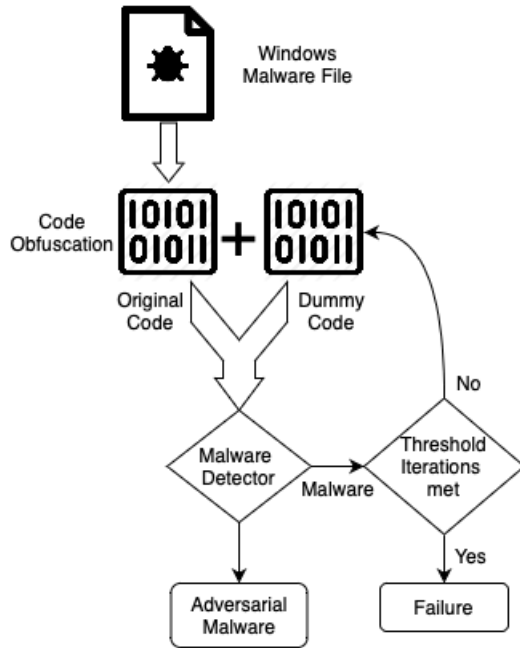 Windows
Malware File
Code
Obfuscation
10101
01011
+
10101
01011
Original
Code
Dummy
Code
No
Malware
Detector
Malware
Threshold
Iterations
met
Yes
Adversarial
Malware
Failure